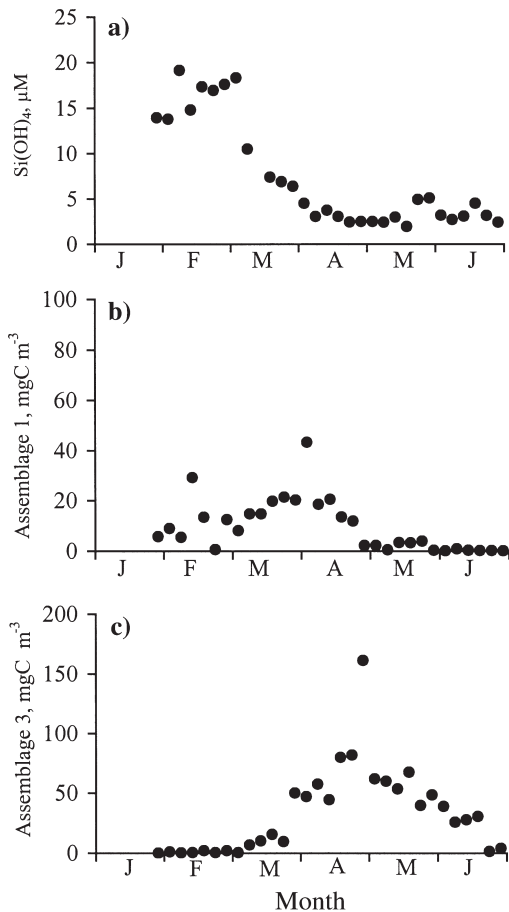 a)
Si(OH)4, µM
25
20
15
10
5
0
J F M A M J
b)
Assemblage 1, mgC m-3
100
80
60
40
20
0
J F M A M J
c)
Assemblage 3, mgC m-3
200
150
100
50
0
J F M A M J
Month